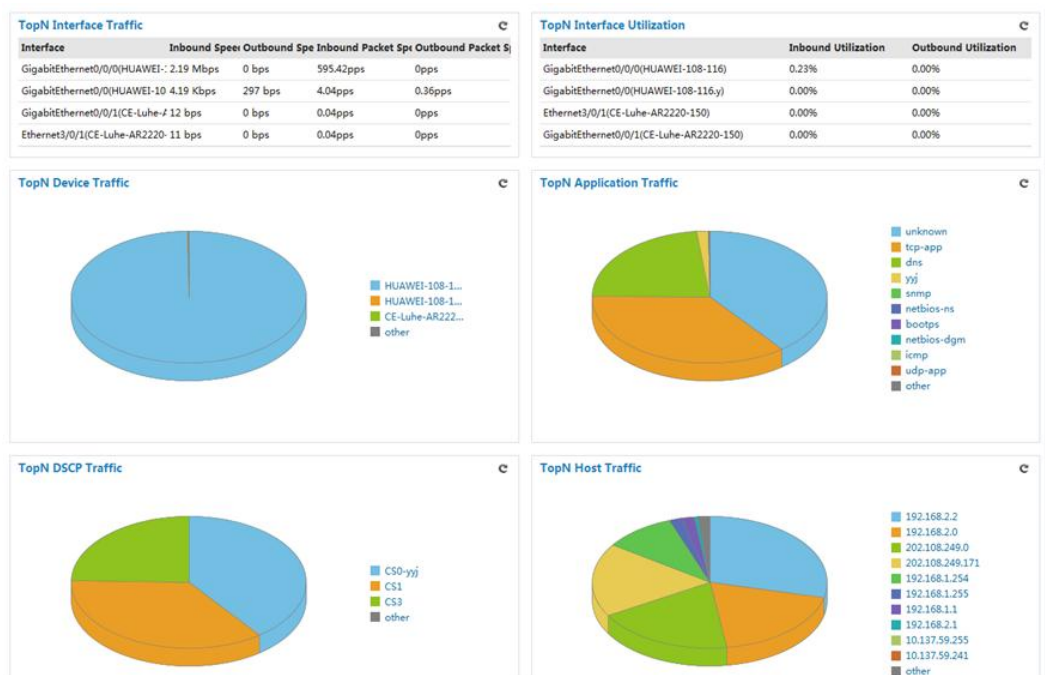 TopN Interface Traffic
Interface Inbound Speed Outbound Spe Inbound Packet Spe Outbound Packet Sp
GigabitEthernet0/0/0(HUAWEI-: 2.19 Mbps 0 bps 595.42pps 0pps
GigabitEthernet0/0(HUAWEI-10 4.19 Kbps 297 bps 4.04pps 0.36pps
GigabitEthernet0/0/1(CE-Luhe-A 12 bps 0 bps 0.04pps 0pps
Ethernet3/0/1(CE-Luhe-AR2220- 11 bps 0 bps 0.04pps 0pps
TopN Interface Utilization
Interface Inbound Utilization Outbound Utilization
GigabitEthernet0/0/0(HUAWEI-108-116) 0.23% 0.00%
GigabitEthernet0/0(HUAWEI-108-116.y) 0.00% 0.00%
Ethernet3/0/1(CE-Luhe-AR2220-150) 0.00% 0.00%
GigabitEthernet0/0/1(CE-Luhe-AR2220-150) 0.00% 0.00%
TopN Device Traffic
HUAWEI-108-1...
HUAWEI-108-1...
CE-Luhe-AR222...
other
TopN Application Traffic
unknown
tcp-app
dns
yyj
snmp
netbios-ns
bootps
netbios-dgm
icmp
udp-app
other
TopN DSCP Traffic
CS0-yyj
CS1
CS3
other
TopN Host Traffic
192.168.2.2
192.168.2.0
202.108.249.0
202.108.249.171
192.168.1.254
192.168.1.255
192.168.1.1
192.168.2.1
10.137.59.255
10.137.59.241
other